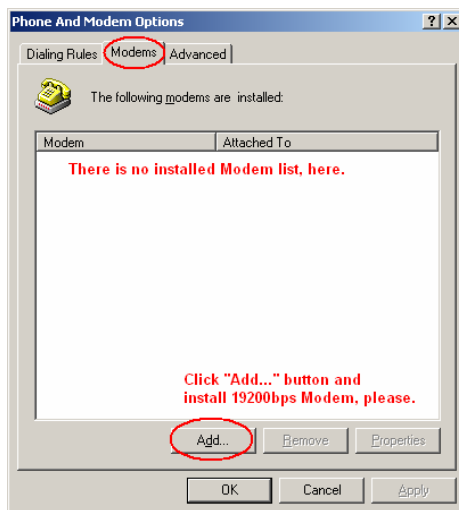 Phone And Modem Options ? X
Dialing Rules Modems Advanced
The following modems are installed:
Modem Attached To
There is no installed Modem list, here.
Click "Add..." button and
install 19200bps Modem, please.
Add... Remove Properties
OK Cancel Apply